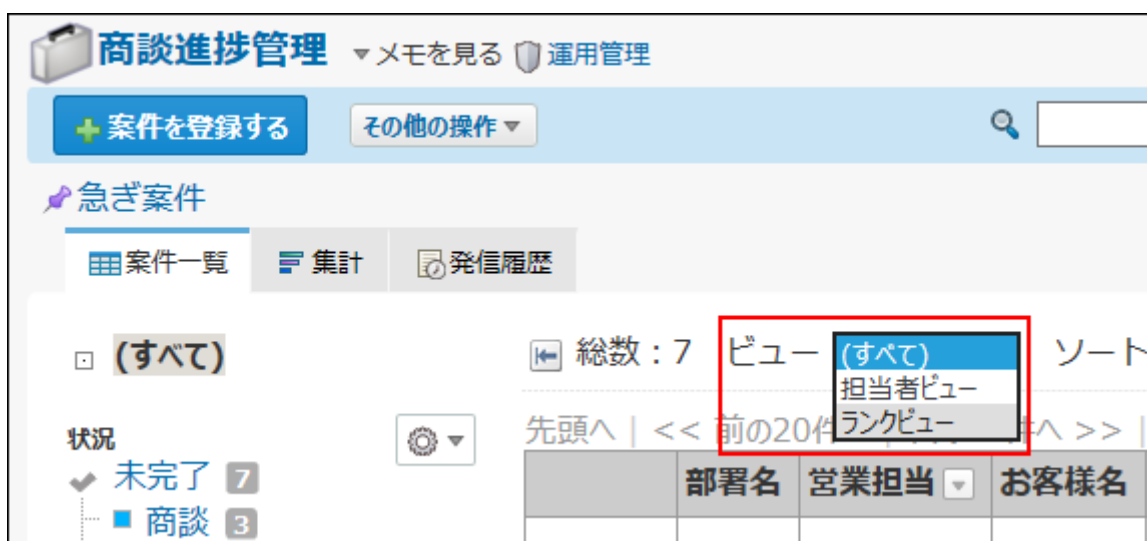 商談進捗管理 ▼メモを見る 運用管理
案件を登録する その他の操作▼
急ぎ案件
案件一覧 集計 発信履歴
(すべて)
総数：7 ビュー (すべて) ソート
担当者ビュー
ランクビュー
先頭へ | << 前の20件 件へ >> |
状況
未完了 7
商談 3
部署名 営業担当 お客様名